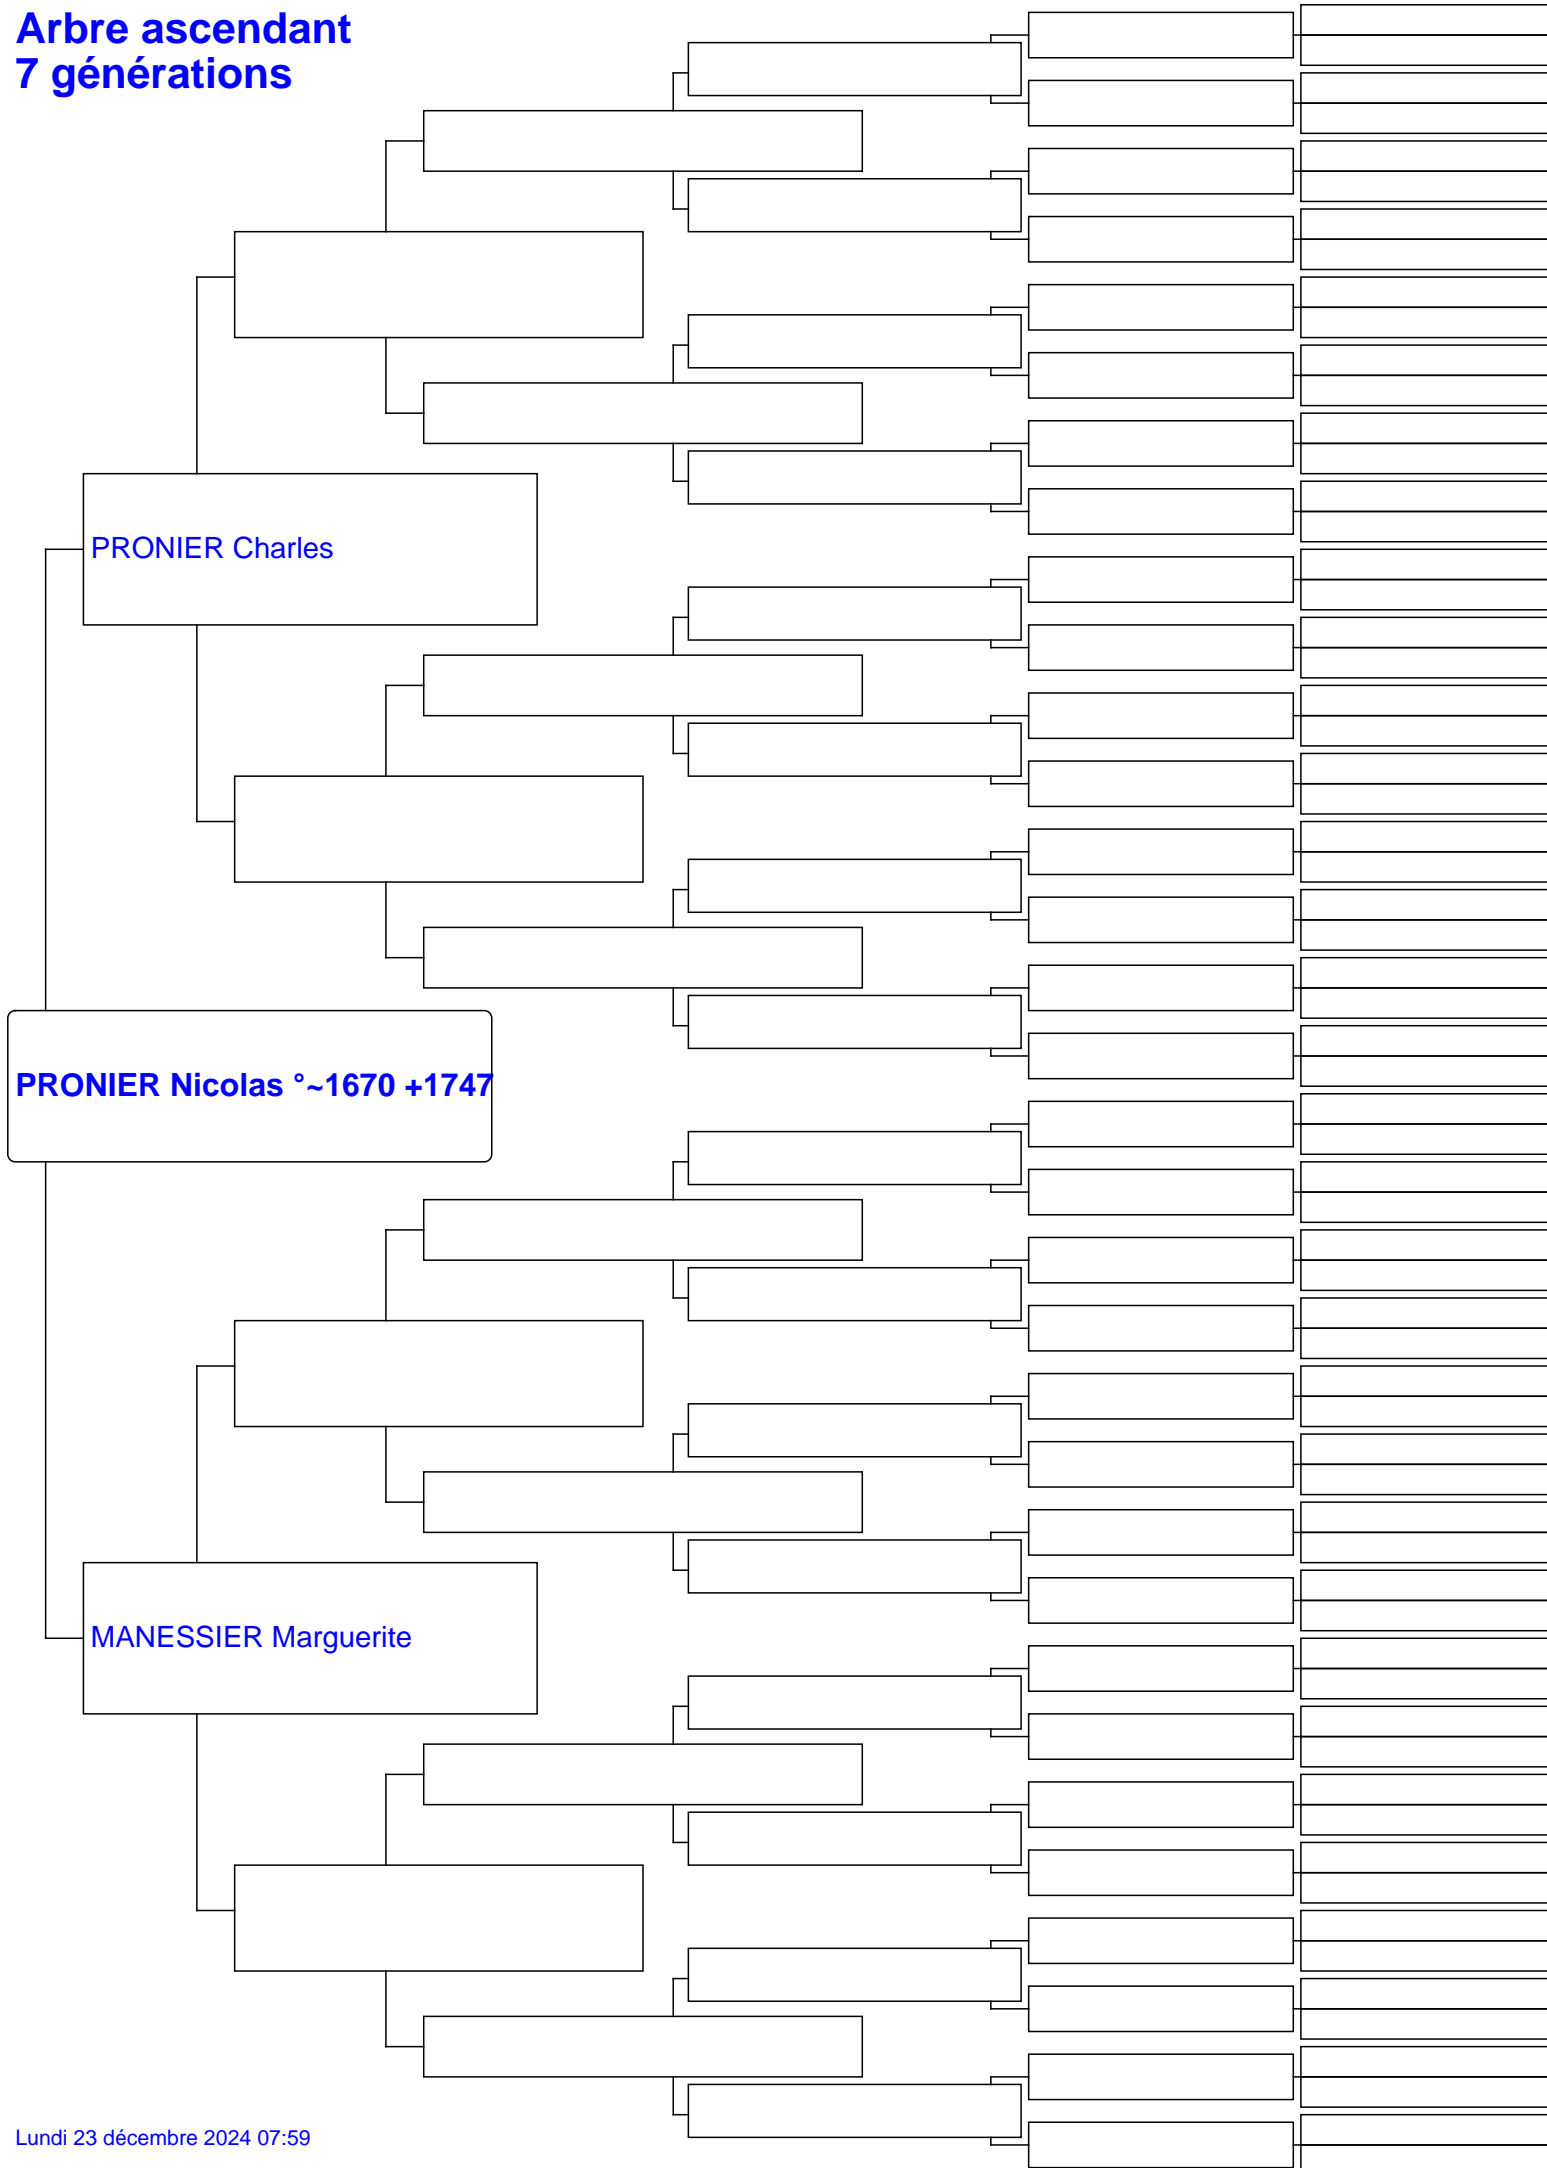 Arbre ascendant
7 générations
PRONIER Charles
PRONIER Nicolas °~1670 +1747
MANESSIER Marguerite
Lundi 23 décembre 2024 07:59